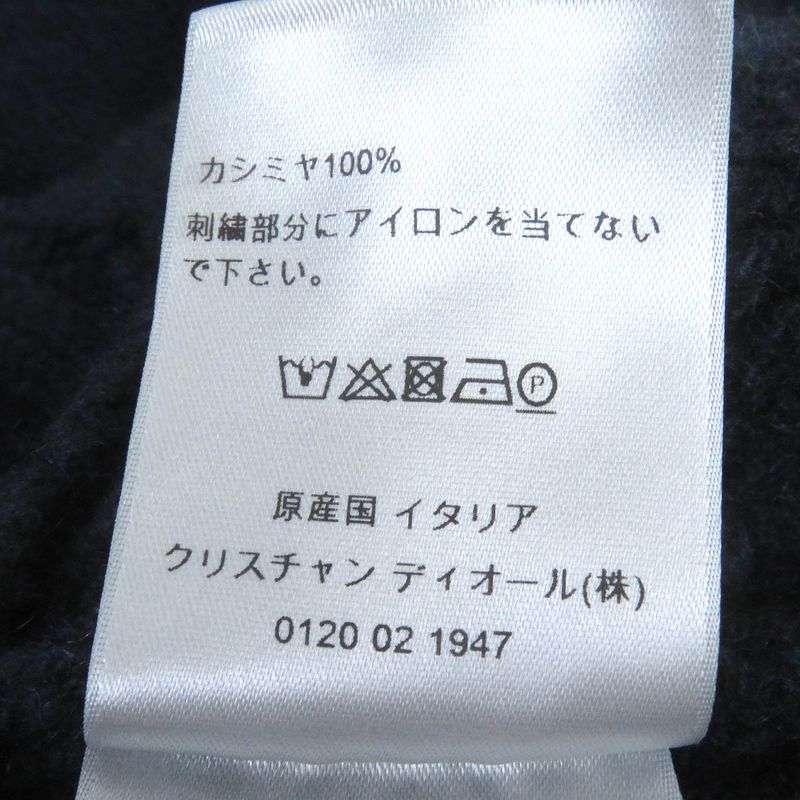 カシミヤ100%
刺繍部分にアイロンを当てない
で下さい。
P
原産国 イタリア
クリスチャン ディオール(株)
0120 02 1947